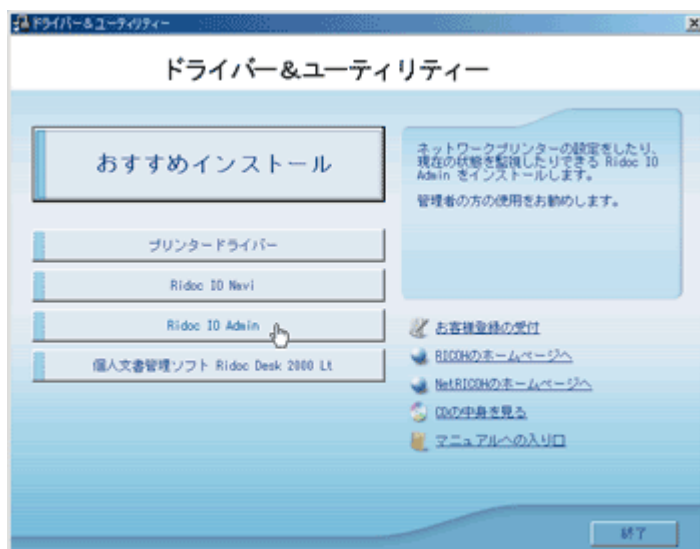 ドライバー&ユーティリティー
ドライバー&ユーティリティー
おすすめインストール
ネットワークプリンターの設定をしたり、
現在の状態を監視したりできる Ridoc IO
Admin をインストールします。
管理者の方の使用をお勧めします。
プリンタードライバー
Ridoc IO Navi
Ridoc IO Admin
個人文書管理ソフト Ridoc Desk 2000 Lt
お客様登録の受付
RICOHのホームページへ
NetRICOHのホームページへ
CDの中身を見る
マニュアルへの入り口
終了